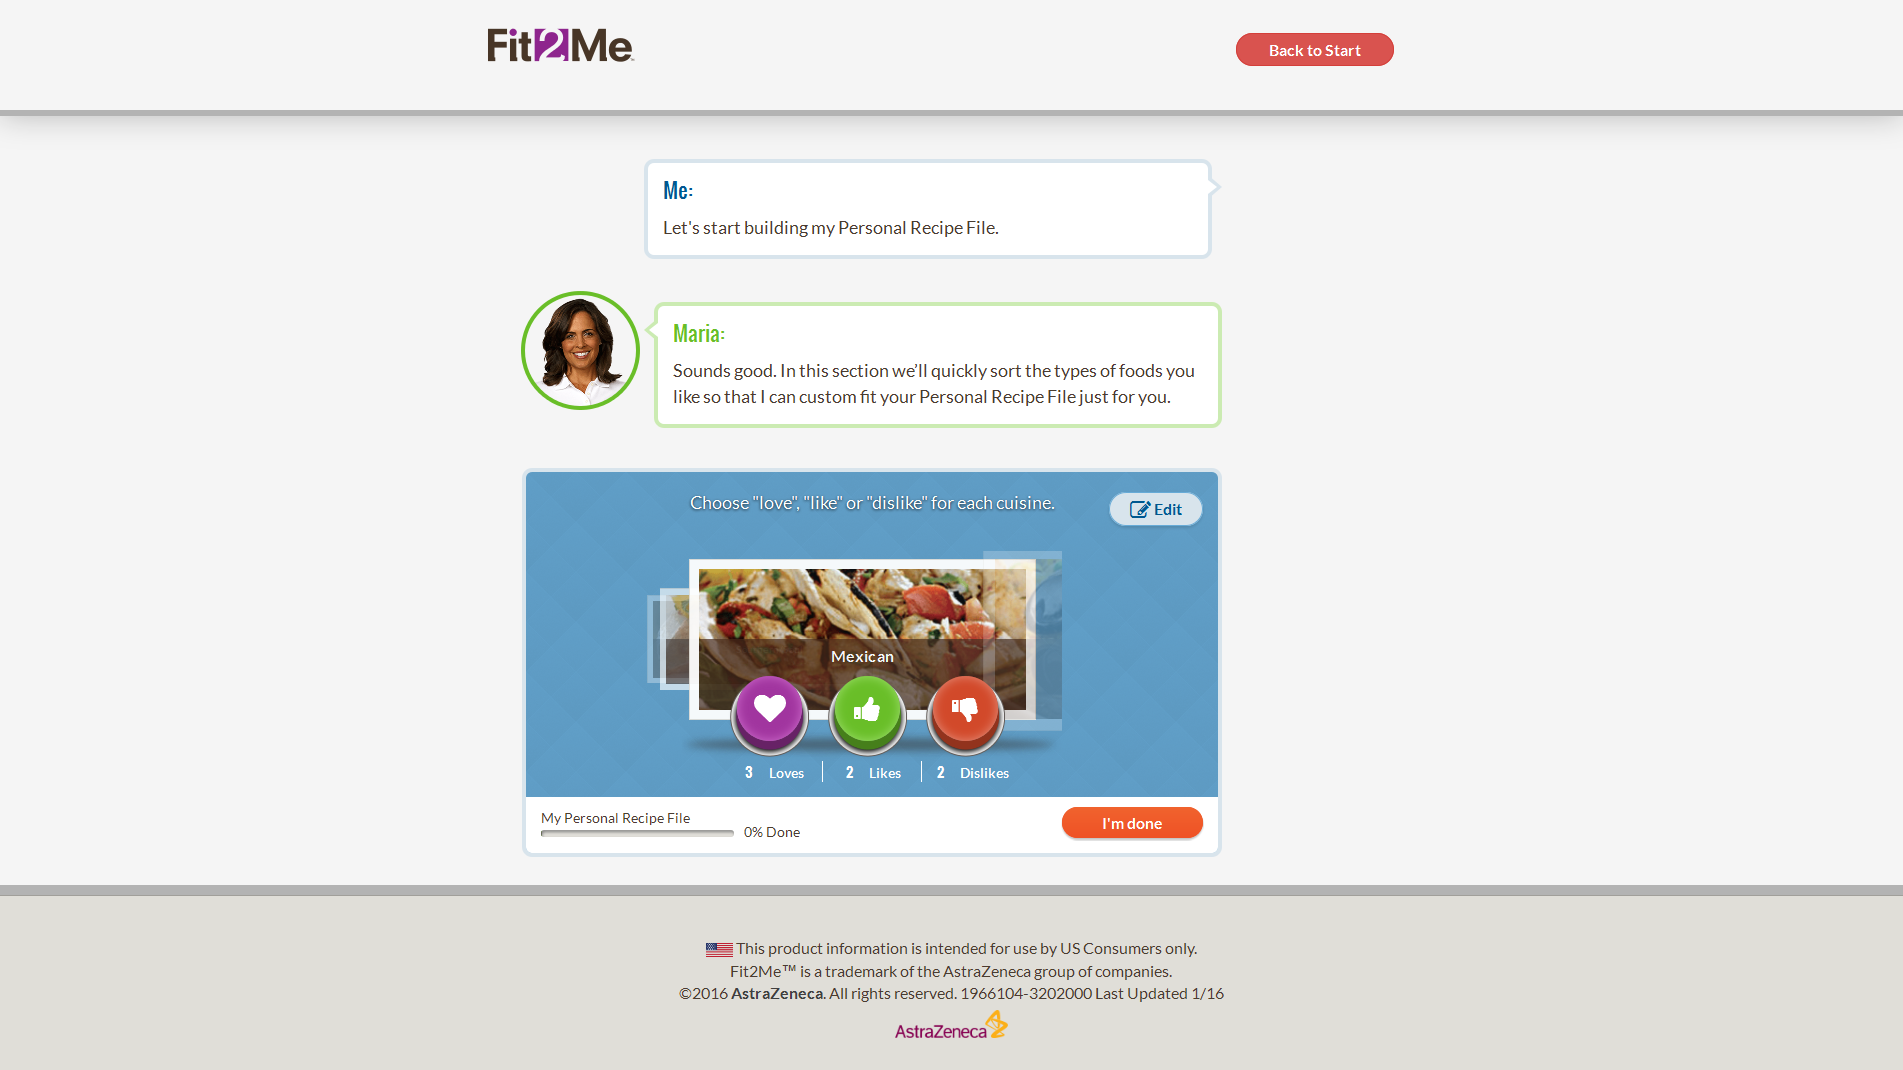 Fit2Me™
Back to Start
Me:
Let's start building my Personal Recipe File.
Maria:
Sounds good. In this section we’ll quickly sort the types of foods you
like so that I can custom fit your Personal Recipe File just for you.
Choose "love", "like" or "dislike" for each cuisine.
Edit
Mexican
3 Loves
2 Likes
2 Dislikes
My Personal Recipe File
0% Done
I'm done
This product information is intended for use by US Consumers only.
Fit2Me™ is a trademark of the AstraZeneca group of companies.
©2016 AstraZeneca. All rights reserved. 1966104-3202000 Last Updated 1/16
AstraZeneca